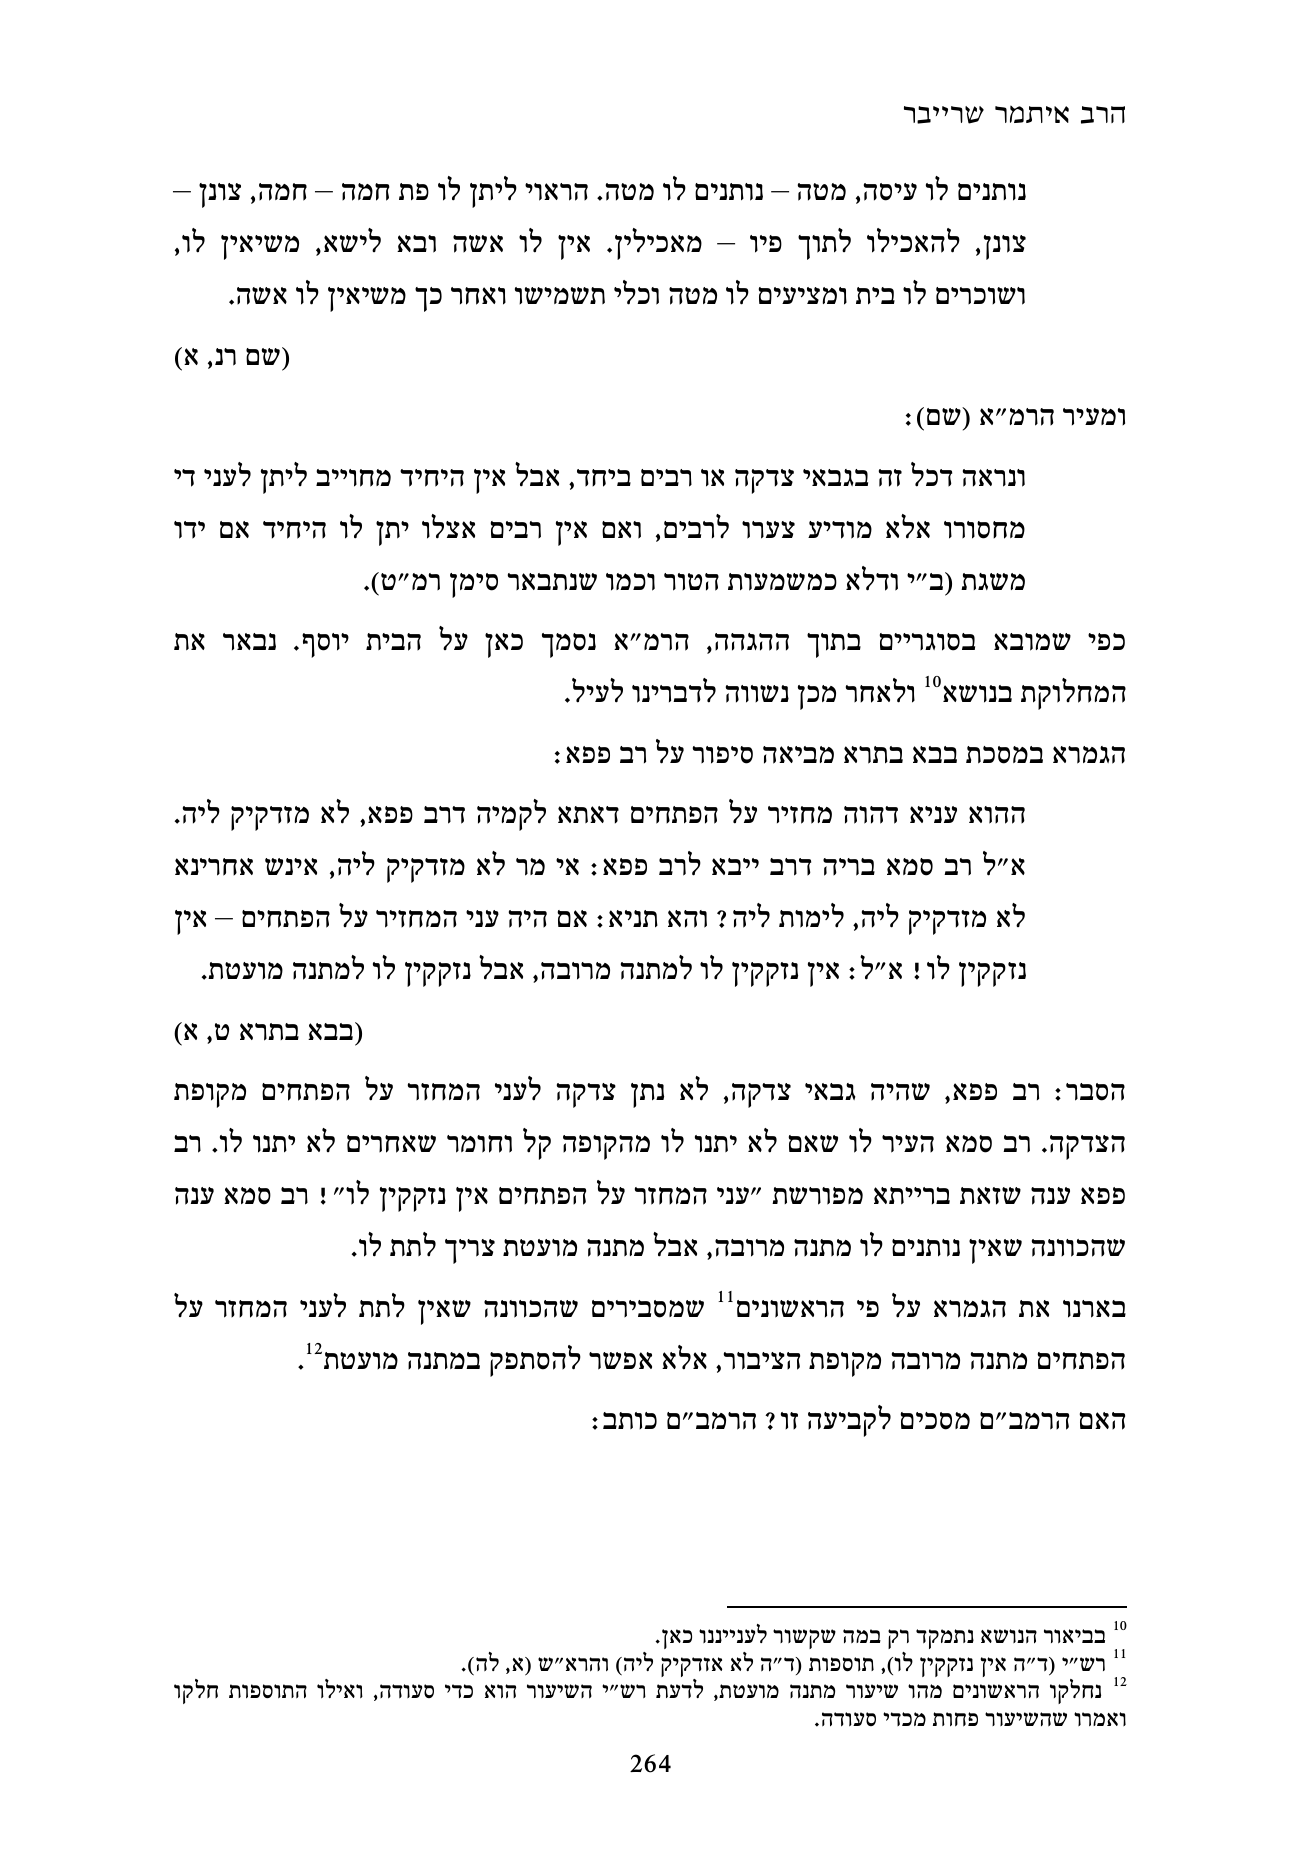 הרב איתמר שרייבר
נותנים לו עיסה, מטה – נותנים לו מטה. הראוי ליתן לו פת חמה – חמה, צונן –
צונן, להאכילו לתוך פיו – מאכילין. אין לו אשה ובא לישא, משיאין לו,
ושוכרים לו בית ומציעים לו מטה וכלי תשמישו ואחר כך משיאין לו אשה.
(שם רנ, א)
ומעיר הרמ״א (שם):
ונראה דכל זה בגבאי צדקה או רבים ביחד, אבל אין היחיד מחוייב ליתן לעני די
מחסורו אלא מודיע צערו לרבים, ואם אין רבים אצלו יתן לו היחיד אם ידו
משגת (ב״י ודלא כמשמעות הטור וכמו שנתבאר סימן רמ״ט).
כפי שמובא בסוגריים בתוך ההגהה, הרמ״א נסמך כאן על הבית יוסף. נבאר את
המחלוקת בנושא10 ולאחר מכן נשווה לדברינו לעיל.
הגמרא במסכת בבא בתרא מביאה סיפור על רב פפא:
ההוא עניא דהוה מחזיר על הפתחים דאתא לקמיה דרב פפא, לא מזדקיק ליה.
א״ל רב סמא בריה דרב ייבא לרב פפא: אי מר לא מזדקיק ליה, אינש אחרינא
לא מזדקיק ליה, לימות ליה? והא תניא: אם היה עני המחזיר על הפתחים – אין
נזקקין לו! א״ל: אין נזקקין לו למתנה מרובה, אבל נזקקין לו למתנה מועטת.
(בבא בתרא ט, א)
הסבר: רב פפא, שהיה גבאי צדקה, לא נתן צדקה לעני המחזר על הפתחים מקופת
הצדקה. רב סמא העיר לו שאם לא יתנו לו מהקופה קל וחומר שאחרים לא יתנו לו. רב
פפא ענה שזאת ברייתא מפורשת ״עני המחזר על הפתחים אין נזקקין לו״! רב סמא ענה
שהכוונה שאין נותנים לו מתנה מרובה, אבל מתנה מועטת צריך לתת לו.
בארנו את הגמרא על פי הראשונים11 שמסבירים שהכוונה שאין לתת לעני המחזר על
הפתחים מתנה מרובה מקופת הציבור, אלא אפשר להסתפק במתנה מועטת12.
האם הרמב״ם מסכים לקביעה זו? הרמב״ם כותב:
10 בביאור הנושא נתמקד רק במה שקשור לענייננו כאן.
11 רש״י (ד״ה אין נזקקין לו), תוספות (ד״ה לא אזדקיק ליה) והרא״ש (א, לה).
12 נחלקו הראשונים מהו שיעור מתנה מועטת, לדעת רש״י השיעור הוא כדי סעודה, ואילו התוספות חלקו
ואמרו שהשיעור פחות מכדי סעודה.
264